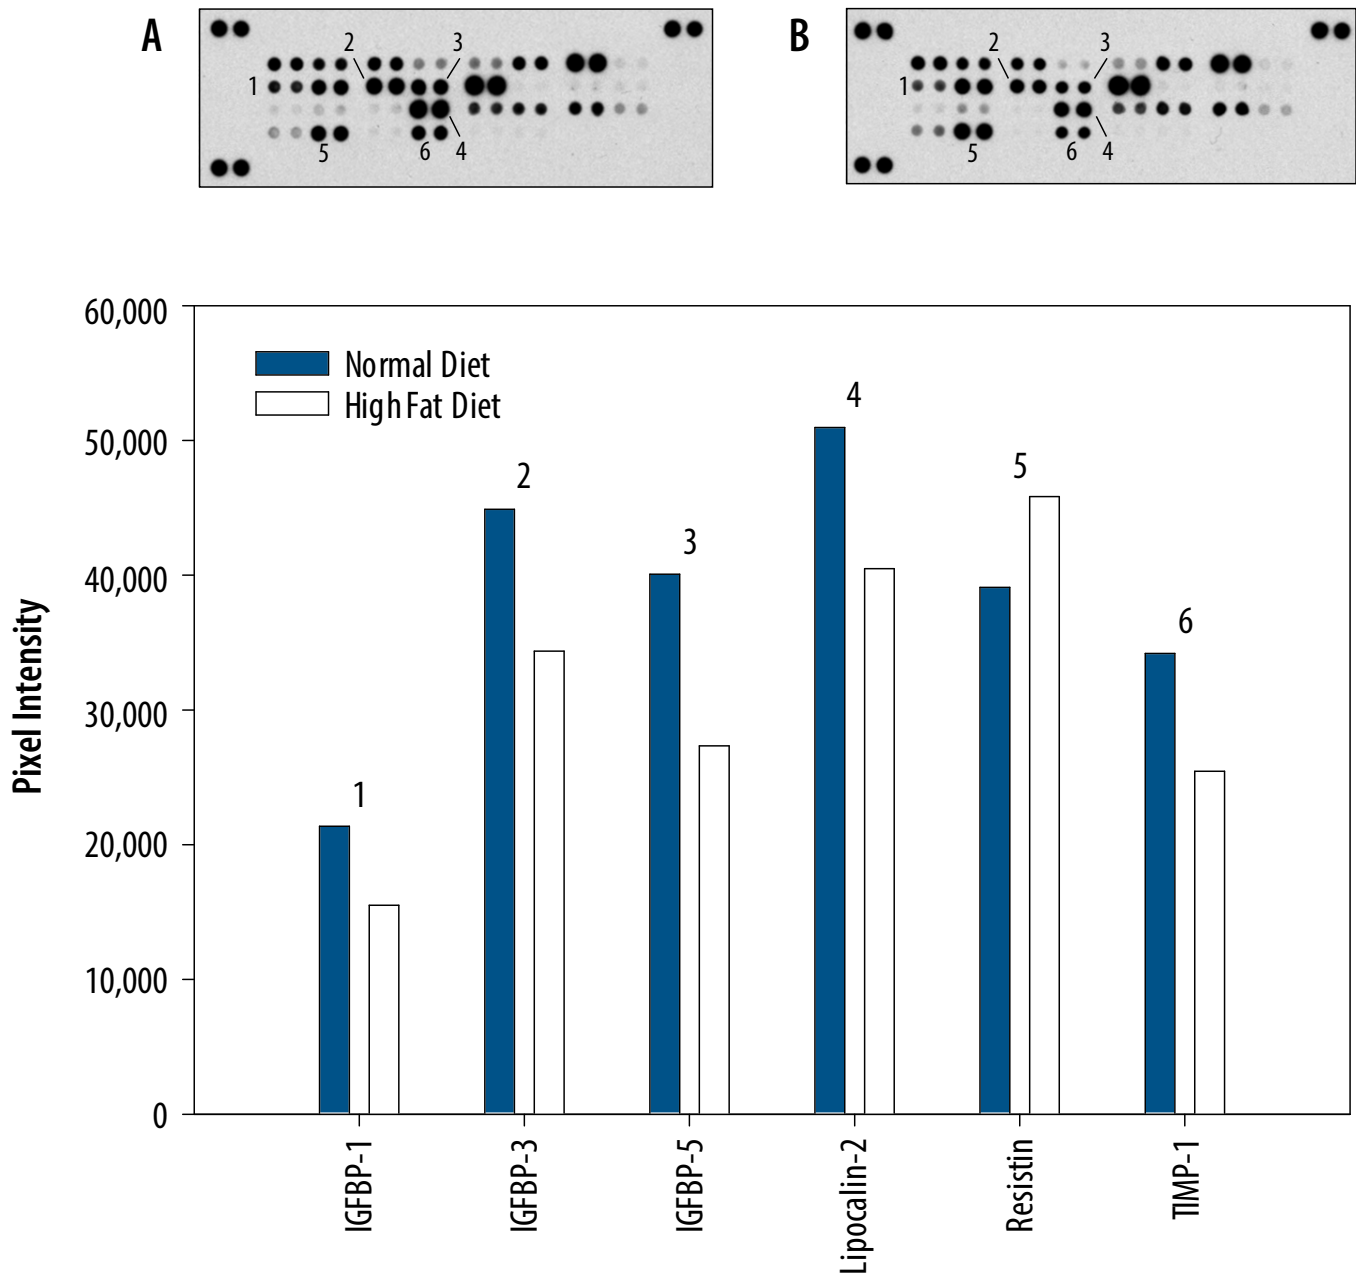 A
B
2
3
1
5
6
4
2
3
1
5
6
4
60,000
50,000
40,000
30,000
20,000
10,000
0
Pixel Intensity
Normal Diet
High Fat Diet
1
2
3
4
5
6
IGFBP-1
IGFBP-3
IGFBP-5
Lipocalin-2
Resistin
TIMP-1